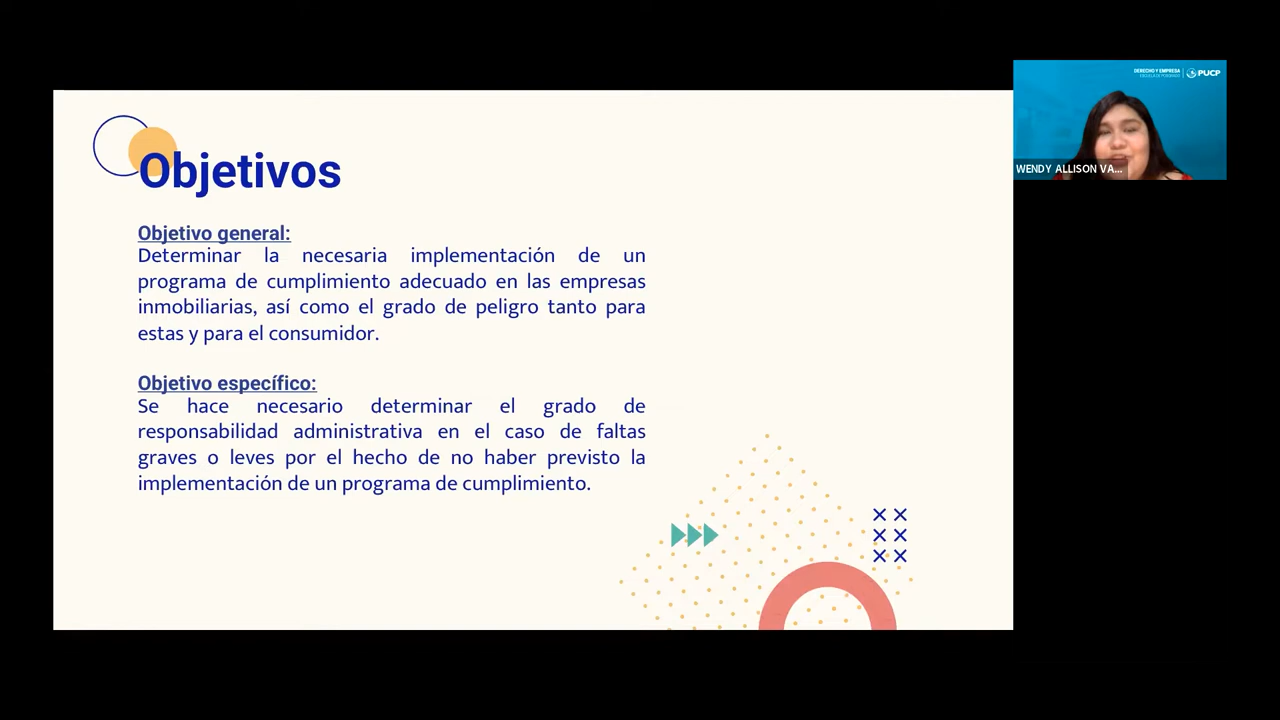 Objetivos
Objetivo general:
Determinar la necesaria implementación de un
programa de cumplimiento adecuado en las empresas
inmobiliarias, así como el grado de peligro tanto para
estas y para el consumidor.
Objetivo específico:
Se hace necesario determinar el grado de
responsabilidad administrativa en el caso de faltas
graves o leves por el hecho de no haber previsto la
implementación de un programa de cumplimiento.
DERECHO Y EMPRESA
ESCUELA DE POSGRADO
PUCP
WENDY ALLISON VA...